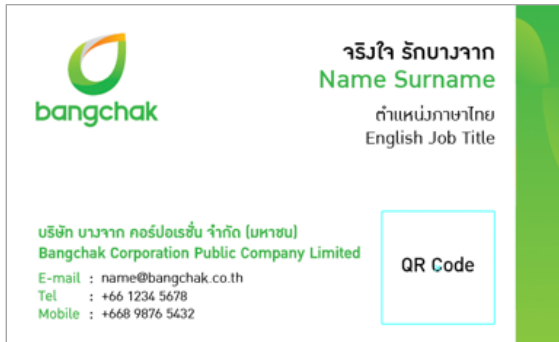 bangchak
จริงใจ รักบางจาก
Name Surname
ตำแหน่งภาษาไทย
English Job Title
บริษัท บางจาก คอร์ปอเรชั่น จำกัด (มหาชน)
Bangchak Corporation Public Company Limited
E-mail : name@bangchak.co.th
Tel : +66 1234 5678
Mobile : +668 9876 5432
QR Code